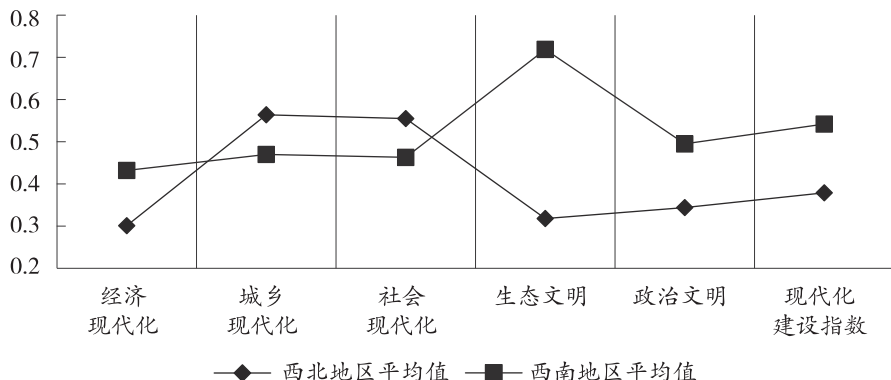 0.8
0.7
0.6
0.5
0.4
0.3
0.2
经济
现代化
城乡
现代化
社会
现代化
生态文明
政治文明
现代化
建设指数
西北地区平均值 西南地区平均值